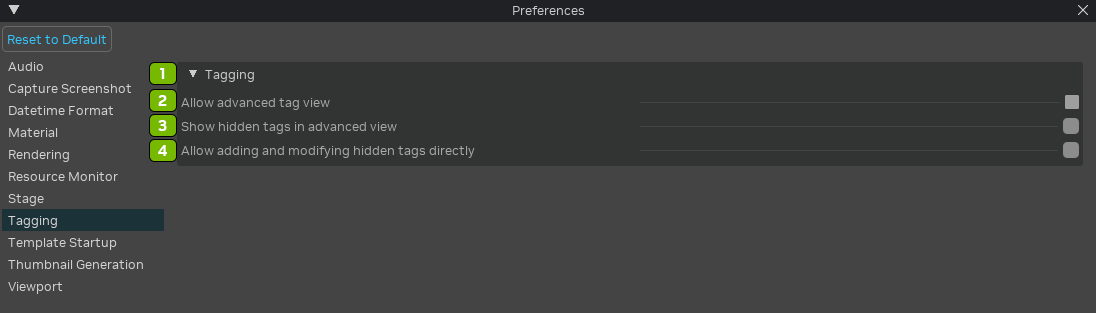 Preferences
Reset to Default
Audio
Capture Screenshot
Datetime Format
Material
Rendering
Resource Monitor
Stage
Tagging
Template Startup
Thumbnail Generation
Viewport
1 Tagging
2 Allow advanced tag view
3 Show hidden tags in advanced view
4 Allow adding and modifying hidden tags directly